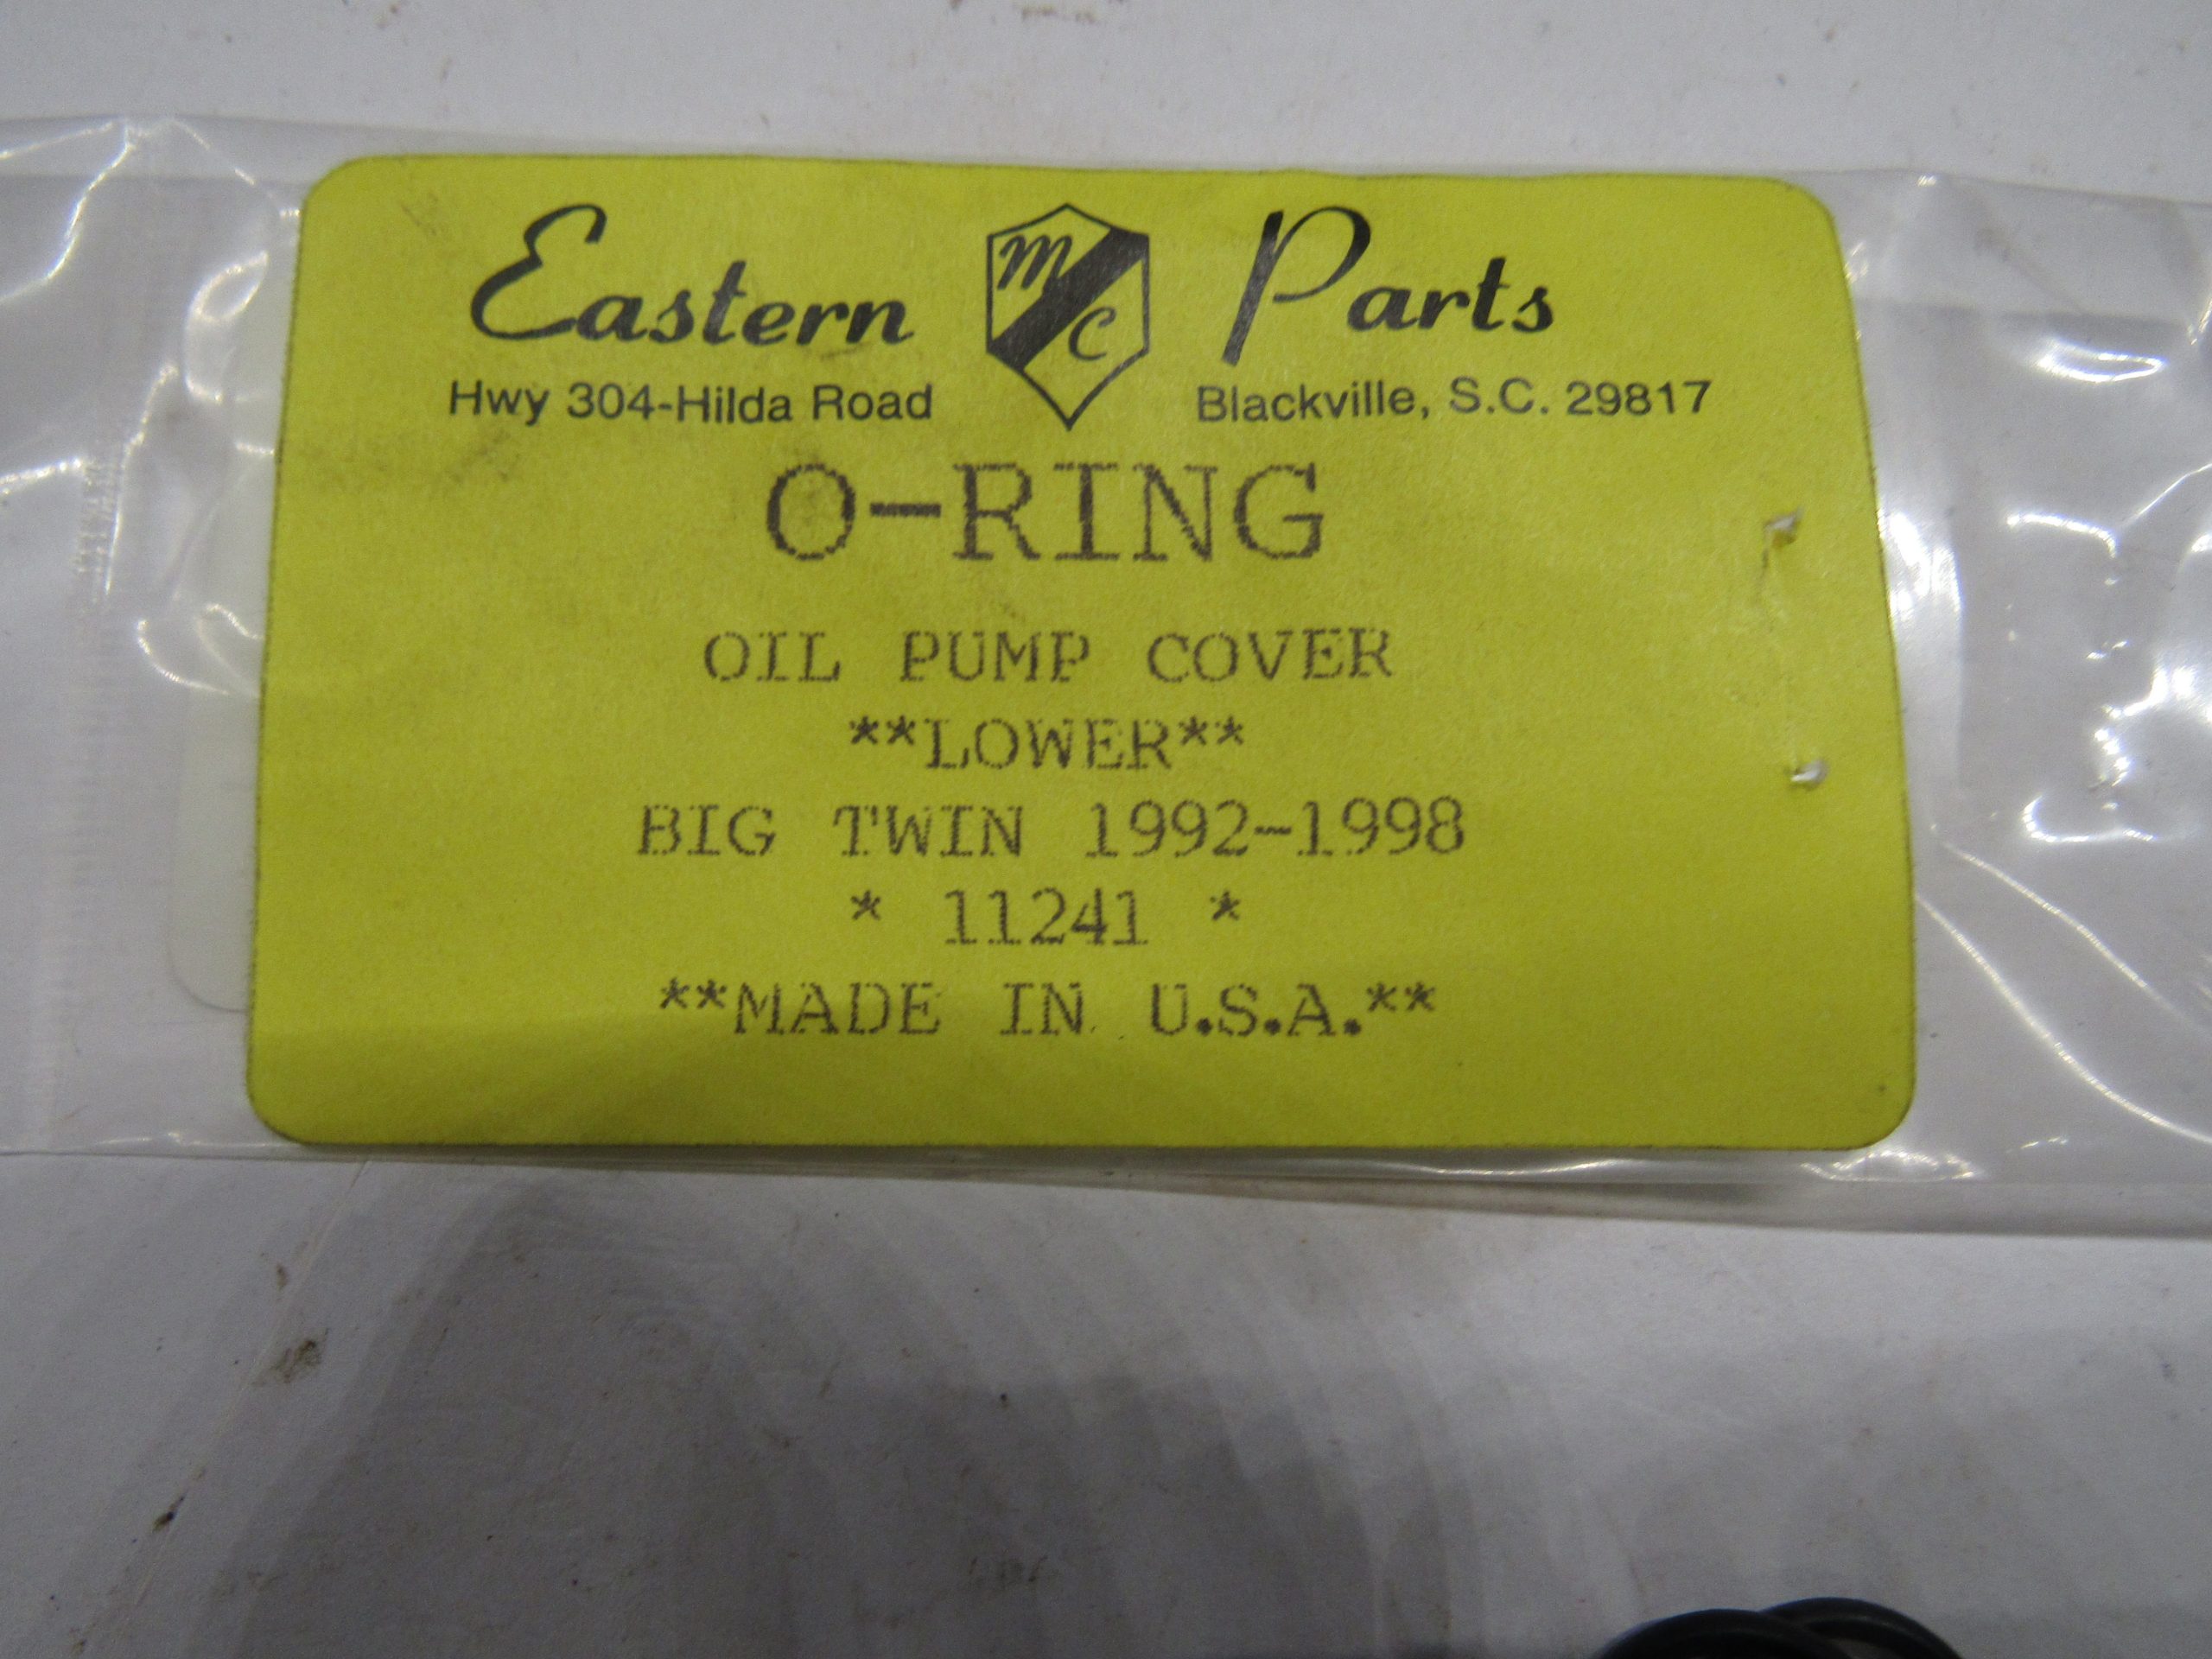 Eastern MC Parts
Hwy 304-Hilda Road Blackville, S.C. 29817
O-RING
OIL PUMP COVER
**LOWER**
BIG TWIN 1992-1998
* 11241 *
**MADE IN U.S.A.**